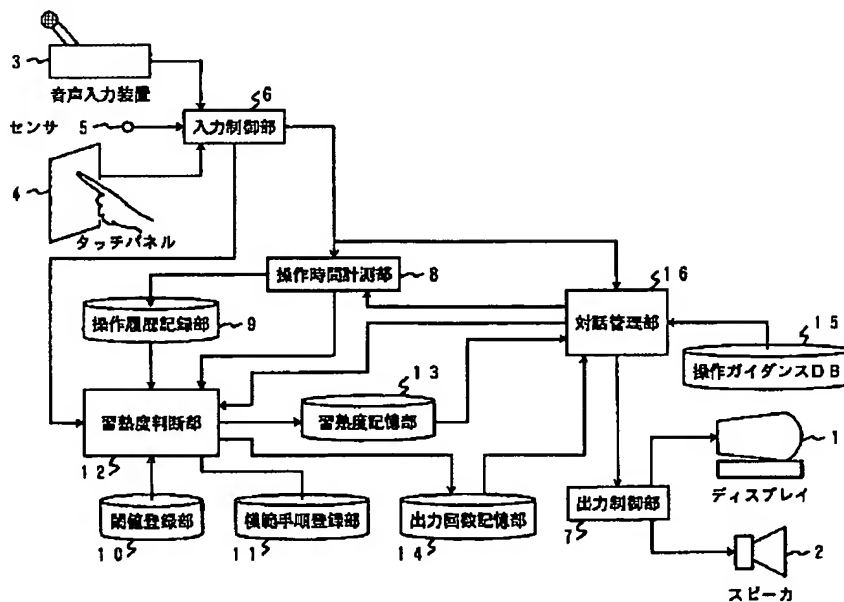 3
音声入力装置
6
センサ 5
入力制御部
4
タッチパネル
操作時間計測部
8
16
操作履歴記録部
9
対話管理部
15
操作ガイダンスDB
13
習熟度判断部
習熟度記憶部
12
1
ディスプレイ
閾値登録部
模範手順登録部
出力回数記憶部
出力制御部
10
11
14
7
2
スピーカ